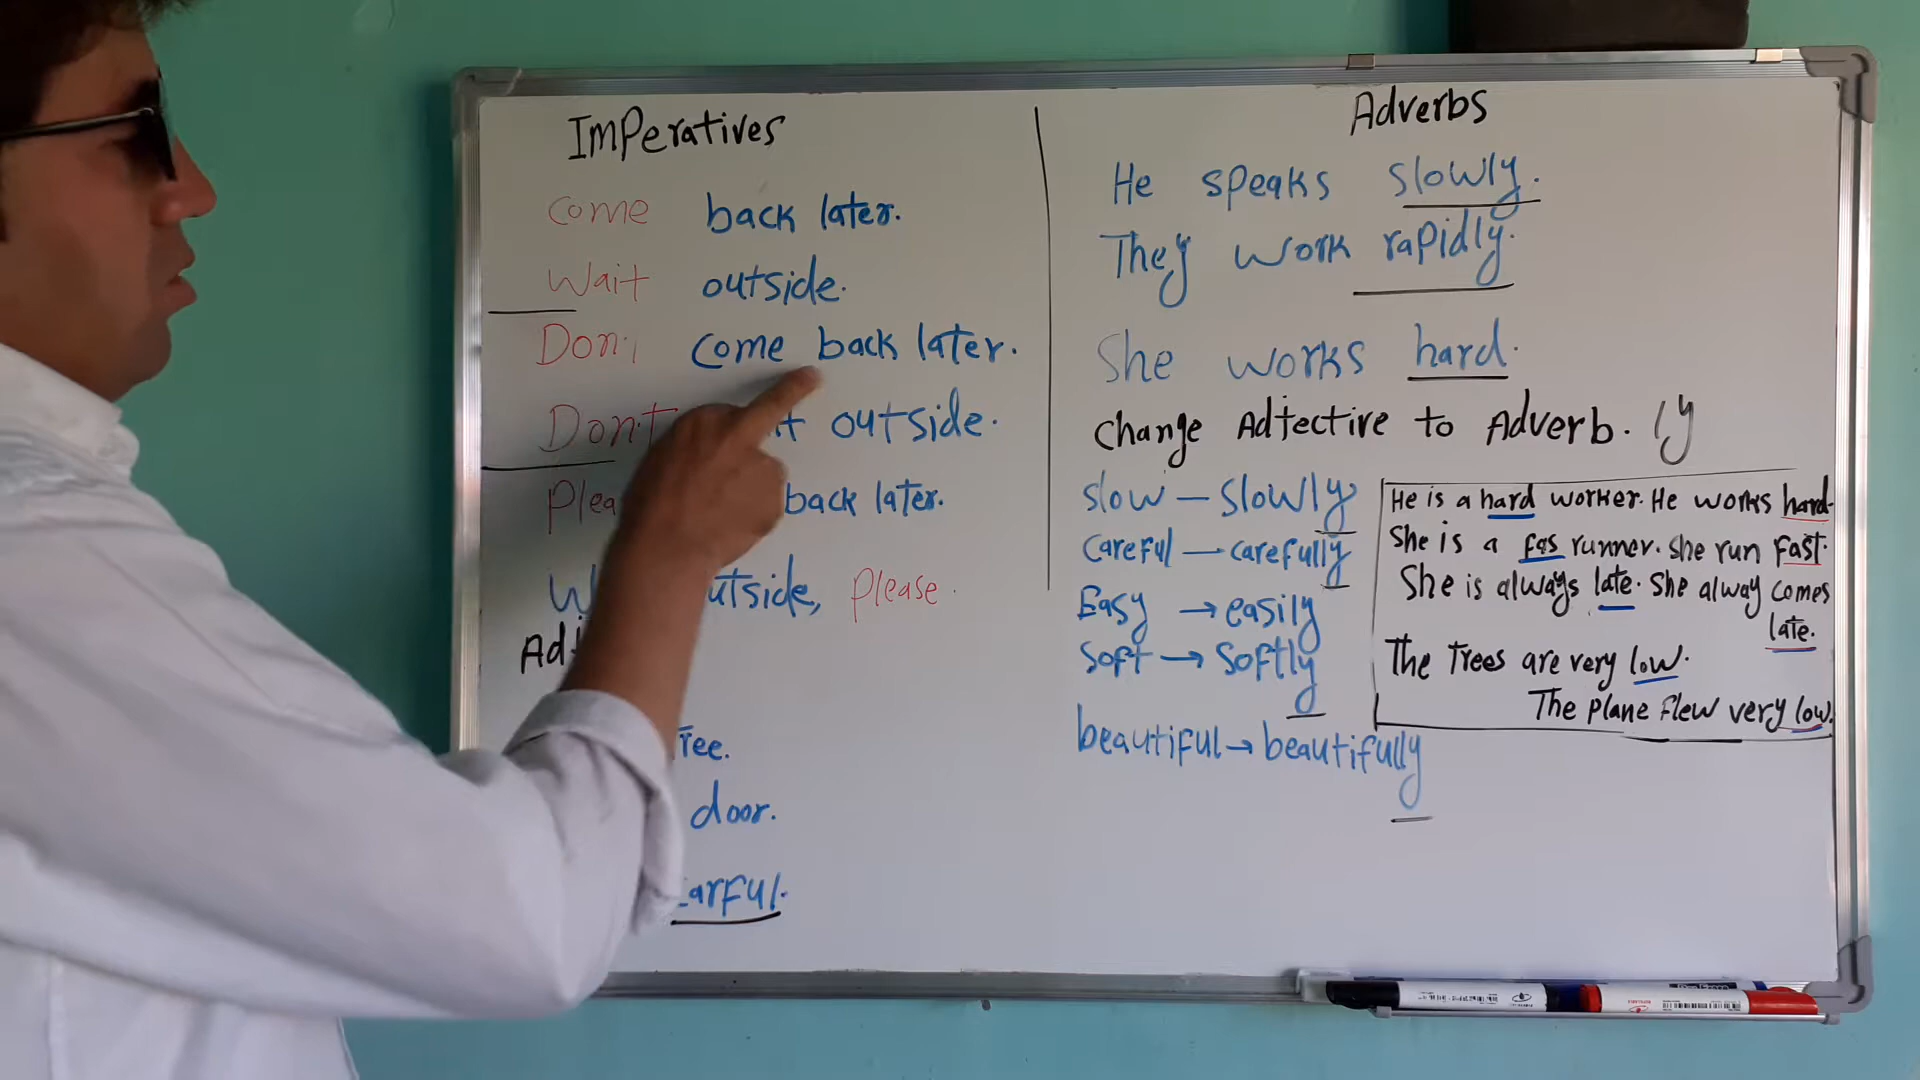 Imperatives
Come back later.
Wait outside.
Don't come back later.
Don't outside.
back later.
outside, Please.
door.
Adverbs
He speaks slowly.
They work rapidly.
She works hard.
Change Adjective to Adverb. ly
slow — slowly
Careful — carefully
Easy → easily
Soft → Softly
beautiful → beautifully
He is a hard worker. He works hard.
She is a fas runner. She run fast.
She is always late. She alway comes
late.
The Trees are very low.
The plane flew very low.